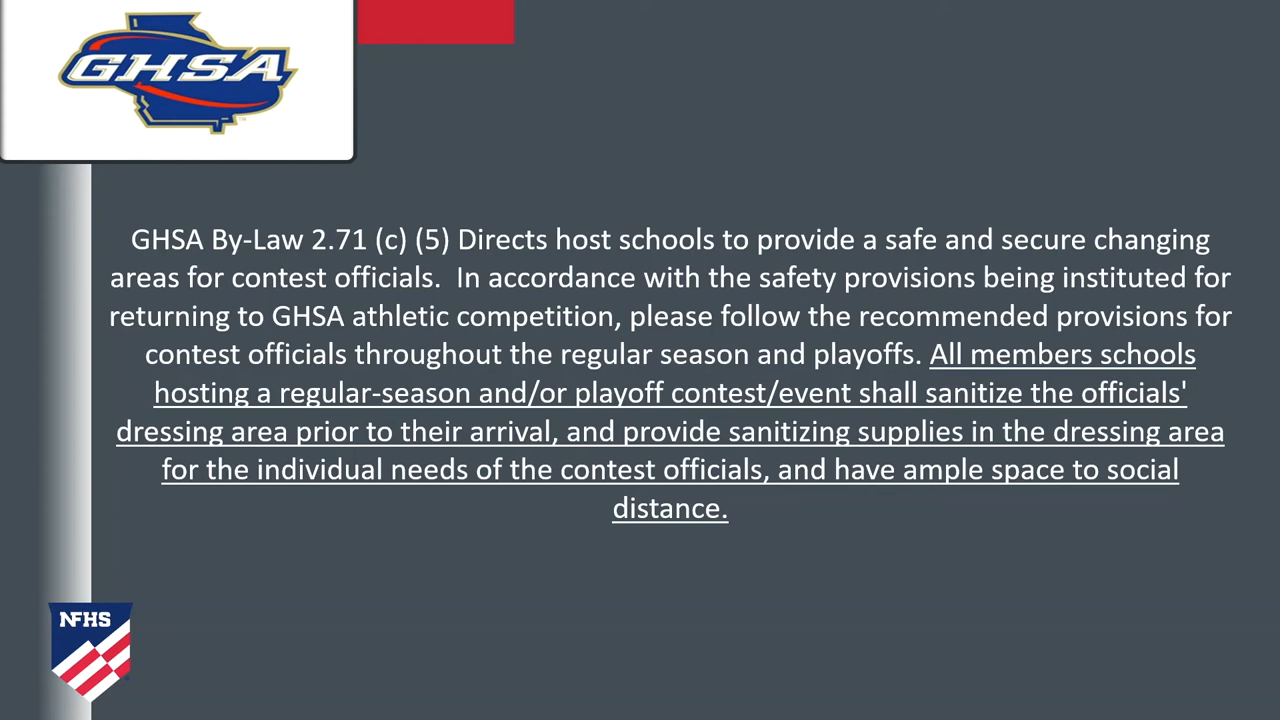 GHSA
GHSA By-Law 2.71 (c) (5) Directs host schools to provide a safe and secure changing
areas for contest officials.  In accordance with the safety provisions being instituted for
returning to GHSA athletic competition, please follow the recommended provisions for
contest officials throughout the regular season and playoffs. All members schools
hosting a regular-season and/or playoff contest/event shall sanitize the officials'
dressing area prior to their arrival, and provide sanitizing supplies in the dressing area
for the individual needs of the contest officials, and have ample space to social
distance.
NFHS